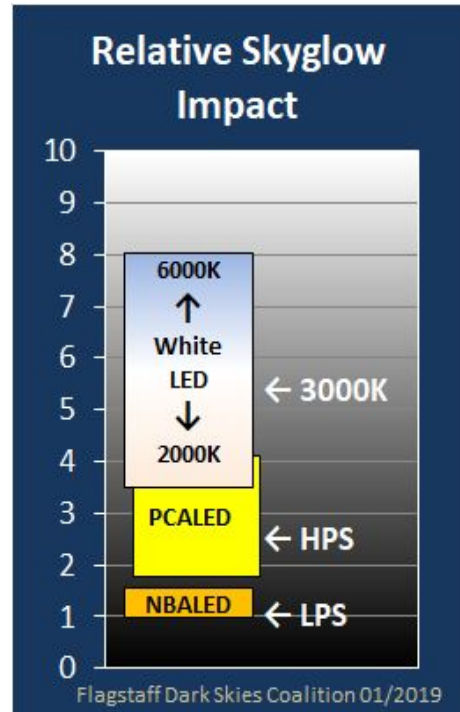 Relative Skyglow
Impact
10
9
8
7
6
5
4
3
2
1
0
6000K
↑
White
LED
↓
2000K
← 3000K
PCALED
← HPS
NBALED
← LPS
Flagstaff Dark Skies Coalition 01/2019